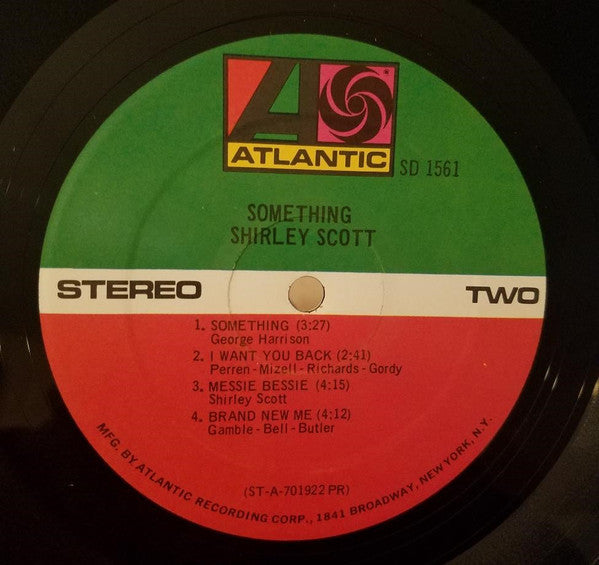 ATLANTIC
SD 1561
SOMETHING
SHIRLEY SCOTT
STEREO
TWO
1. SOMETHING (3:27)
George Harrison
2. I WANT YOU BACK (2:41)
Perren-Mizell-Richards-Gordy
3. MESSIE BESSIE (4:15)
Shirley Scott
4. BRAND NEW ME (4:12)
Gamble-Bell-Butler
(ST-A-701922 PR)
MFG. BY ATLANTIC RECORDING CORP., 1841 BROADWAY, NEW YORK, N.Y.